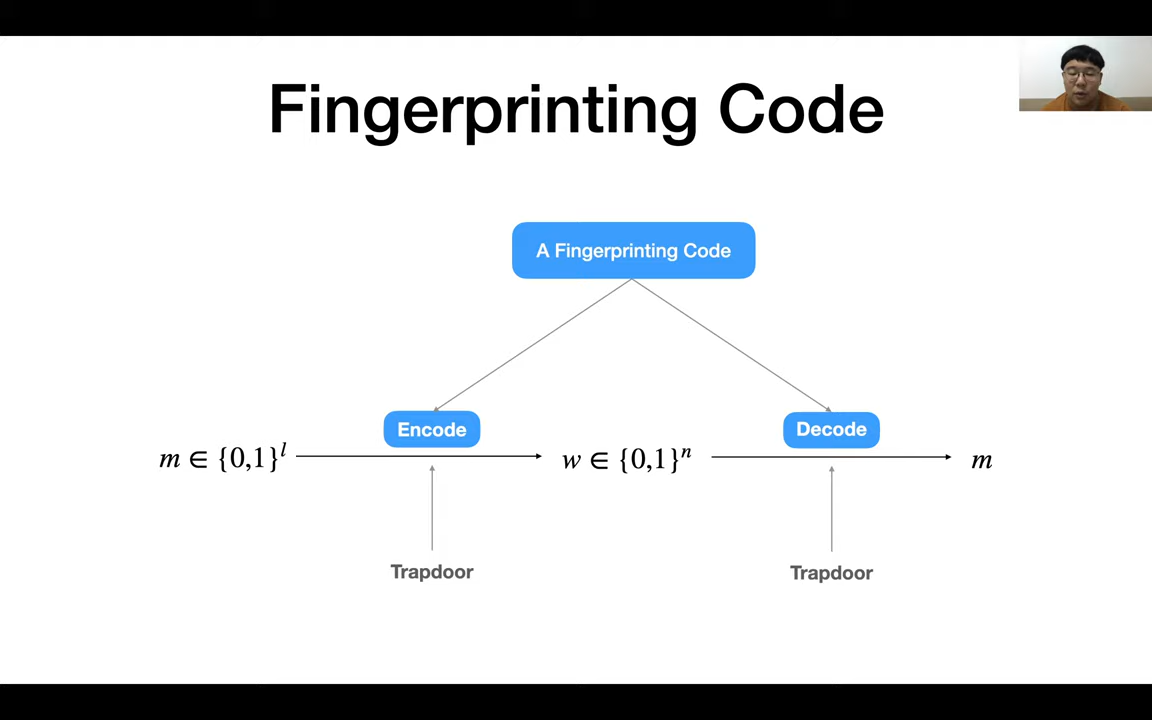 Fingerprinting Code
A Fingerprinting Code
Encode
Decode
m ∈ {0,1}^l
w ∈ {0,1}^n
m
Trapdoor
Trapdoor